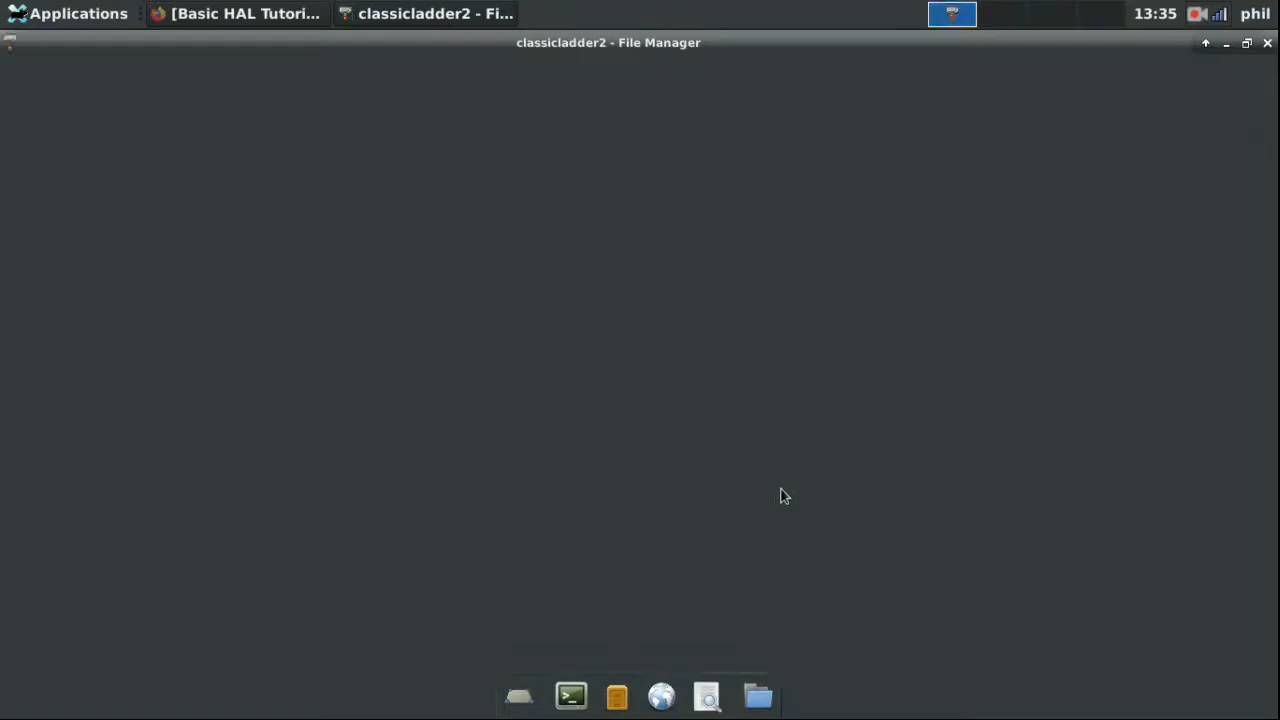 Applications
[Basic HAL Tutori...
classicladder2 - Fi...
13:35
phil
classicladder2 - File Manager